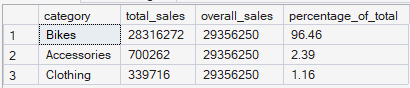 category total_sales overall_sales percentage_of_total
1 Bikes 28316272 29356250 96.46
2 Accessories 700262 29356250 2.39
3 Clothing 339716 29356250 1.16